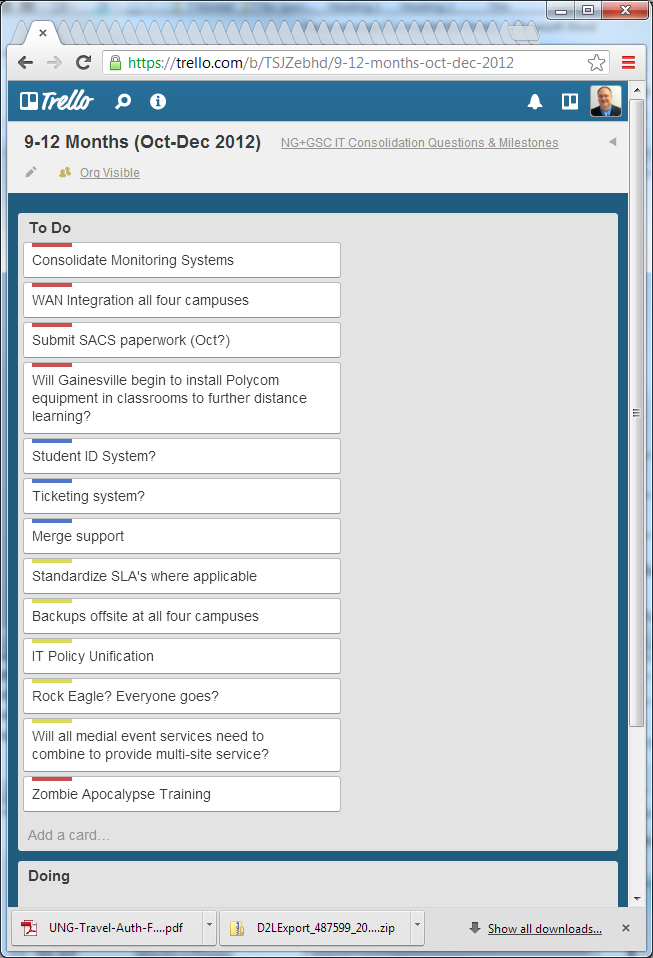 https://trello.com/b/TSJZebhd/9-12-months-oct-dec-2012
Trello
9-12 Months (Oct-Dec 2012) NG+GSC IT Consolidation Questions & Milestones
Org Visible
To Do
Consolidate Monitoring Systems
WAN Integration all four campuses
Submit SACS paperwork (Oct?)
Will Gainesville begin to install Polycom
equipment in classrooms to further distance
learning?
Student ID System?
Ticketing system?
Merge support
Standardize SLA's where applicable
Backups offsite at all four campuses
IT Policy Unification
Rock Eagle? Everyone goes?
Will all medial event services need to
combine to provide multi-site service?
Zombie Apocalypse Training
Add a card...
Doing
UNG-Travel-Auth-F....pdf D2LExport_487599_20....zip Show all downloads...